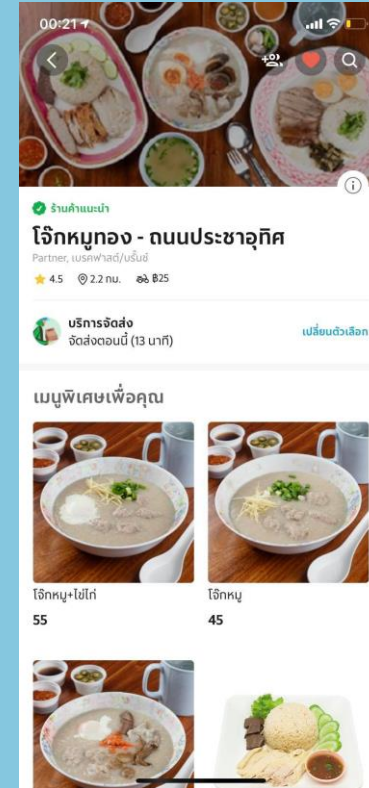 00:21
ร้านค้าแนะนำ
โจ๊กหมูทอง - ถนนประชาอุทิศ
Partner, เบรคฟาสต์/บรั้นช์
4.5 2.2 กม. ฿25
บริการจัดส่ง
จัดส่งตอนนี้ (13 นาที)
เปลี่ยนตัวเลือก
เมนูพิเศษเพื่อคุณ
โจ๊กหมู+ไข่ไก่
55
โจ๊กหมู
45